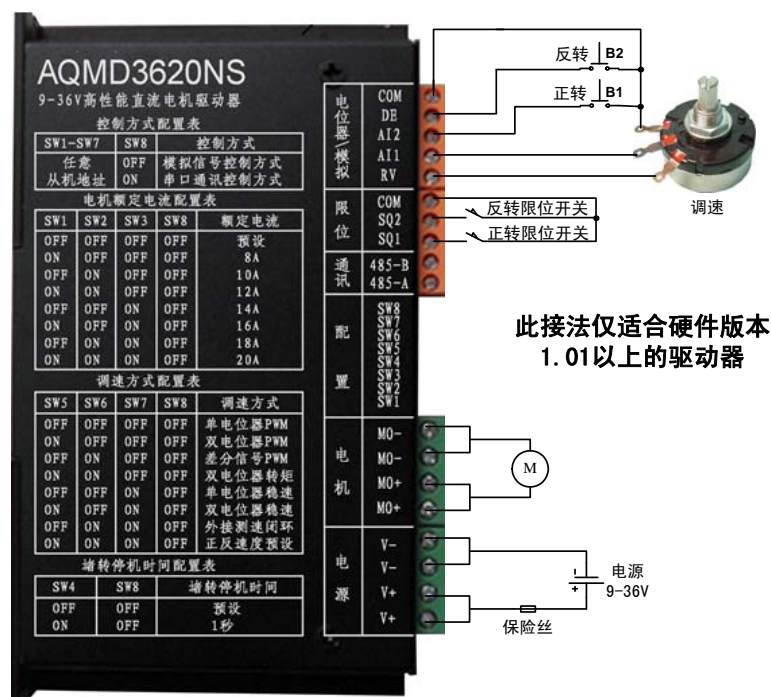 AQMD3620NS
9-36V高性能直流电机驱动器
控制方式配置表
SW1-SW7 SW8 控制方式
任意 OFF 模拟信号控制方式
从机地址 ON 串口通讯控制方式
电机额定电流配置表
SW1 SW2 SW3 SW8 额定电流
OFF OFF OFF OFF 预设
ON OFF OFF OFF 8A
OFF ON OFF OFF 10A
ON ON OFF OFF 12A
OFF OFF ON OFF 14A
ON OFF ON OFF 16A
OFF ON ON OFF 18A
ON ON ON OFF 20A
调速方式配置表
SW5 SW6 SW7 SW8 调速方式
OFF OFF OFF OFF 单电位器PWM
ON OFF OFF OFF 双电位器PWM
OFF ON OFF OFF 差分信号PWM
ON ON OFF OFF 双电位器转矩
OFF OFF ON OFF 单电位器稳速
ON OFF ON OFF 双电位器稳速
OFF ON ON OFF 外接测速闭环
ON ON ON OFF 正反速度预设
堵转停机时间配置表
SW4 SW8 堵转停机时间
OFF OFF 预设
ON OFF 1秒
电位器/模拟
COM
DE
AI2
AI1
RV
限位
COM
SQ2
SQ1
通讯
485-B
485-A
配置
SW8
SW7
SW6
SW5
SW4
SW3
SW2
SW1
电机
MO-
MO-
MO+
MO+
电源
V-
V-
V+
V+
反转 B2
正转 B1
调速
反转限位开关
正转限位开关
此接法仅适合硬件版本
1.01以上的驱动器
M
-
+
电源
9-36V
保险丝